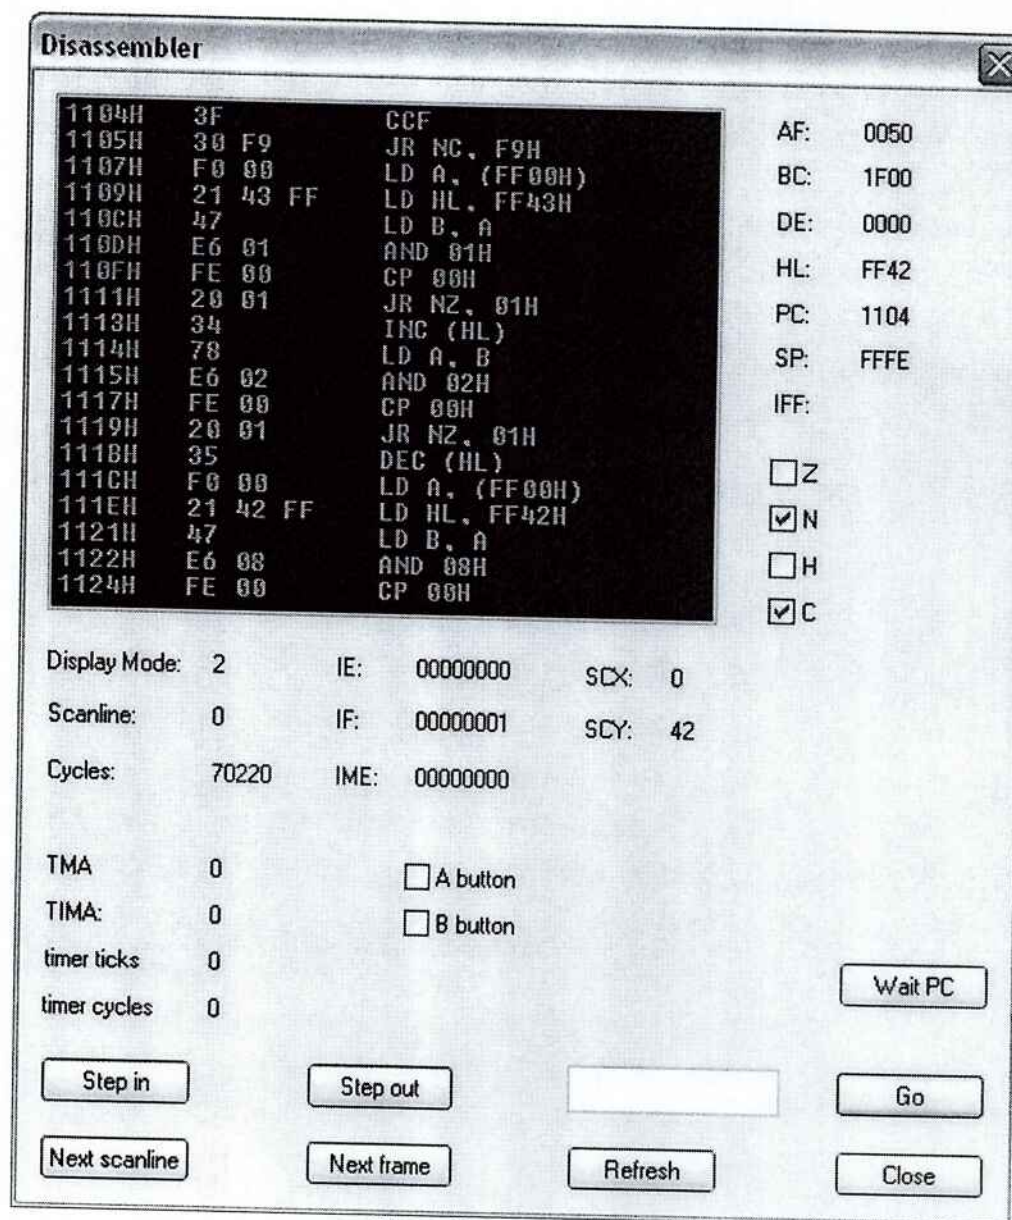 Disassembler
1104H 3F CCF
1105H 30 F9 JR NC, F9H
1107H F0 00 LD A, (FF00H)
1109H 21 43 FF LD HL, FF43H
110CH 47 LD B, A
110DH E6 01 AND 01H
110FH FE 00 CP 00H
1111H 20 01 JR NZ, 01H
1113H 34 INC (HL)
1114H 78 LD A, B
1115H E6 02 AND 02H
1117H FE 00 CP 00H
1119H 20 01 JR NZ, 01H
111BH 35 DEC (HL)
111CH F0 00 LD A, (FF00H)
111EH 21 42 FF LD HL, FF42H
1121H 47 LD B, A
1122H E6 08 AND 08H
1124H FE 00 CP 00H
AF: 0050
BC: 1F00
DE: 0000
HL: FF42
PC: 1104
SP: FFFE
IFF:
Z
N
H
C
Display Mode: 2 IE: 00000000 SCX: 0
Scanline: 0 IF: 00000001 SCY: 42
Cycles: 70220 IME: 00000000
TMA 0 A button
TIMA: 0 B button
timer ticks 0
timer cycles 0
Wait PC
Step in Step out Go
Next scanline Next frame Refresh Close